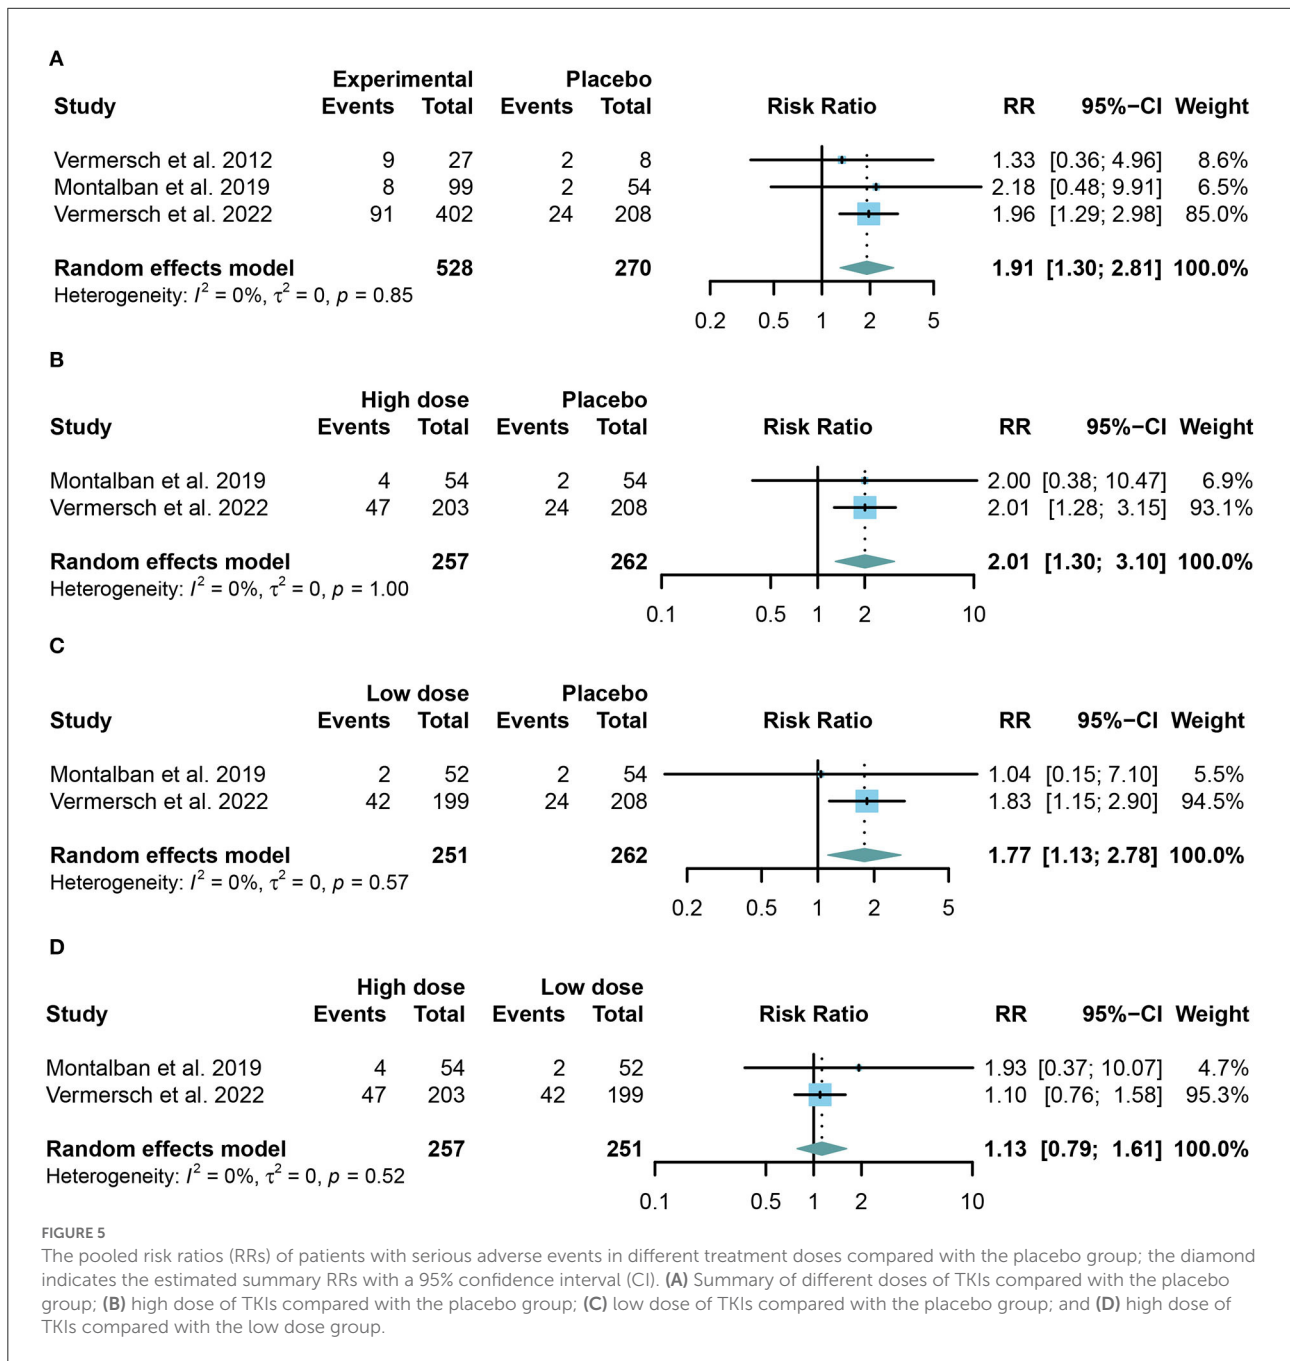 A
Experimental Placebo
Study Events Total Events Total Risk Ratio RR 95%−CI Weight
Vermersch et al. 2012 9 27 2 8 1.33 [0.36; 4.96] 8.6%
Montalban et al. 2019 8 99 2 54 2.18 [0.48; 9.91] 6.5%
Vermersch et al. 2022 91 402 24 208 1.96 [1.29; 2.98] 85.0%
Random effects model 528 270 1.91 [1.30; 2.81] 100.0%
Heterogeneity: I² = 0%, τ² = 0, p = 0.85
0.2 0.5 1 2 5
B
High dose Placebo
Study Events Total Events Total Risk Ratio RR 95%−CI Weight
Montalban et al. 2019 4 54 2 54 2.00 [0.38; 10.47] 6.9%
Vermersch et al. 2022 47 203 24 208 2.01 [1.28; 3.15] 93.1%
Random effects model 257 262 2.01 [1.30; 3.10] 100.0%
Heterogeneity: I² = 0%, τ² = 0, p = 1.00
0.1 0.5 1 2 10
C
Low dose Placebo
Study Events Total Events Total Risk Ratio RR 95%−CI Weight
Montalban et al. 2019 2 52 2 54 1.04 [0.15; 7.10] 5.5%
Vermersch et al. 2022 42 199 24 208 1.83 [1.15; 2.90] 94.5%
Random effects model 251 262 1.77 [1.13; 2.78] 100.0%
Heterogeneity: I² = 0%, τ² = 0, p = 0.57
0.2 0.5 1 2 5
D
High dose Low dose
Study Events Total Events Total Risk Ratio RR 95%−CI Weight
Montalban et al. 2019 4 54 2 52 1.93 [0.37; 10.07] 4.7%
Vermersch et al. 2022 47 203 42 199 1.10 [0.76; 1.58] 95.3%
Random effects model 257 251 1.13 [0.79; 1.61] 100.0%
Heterogeneity: I² = 0%, τ² = 0, p = 0.52
0.1 0.5 1 2 10
FIGURE 5
The pooled risk ratios (RRs) of patients with serious adverse events in different treatment doses compared with the placebo group; the diamond
indicates the estimated summary RRs with a 95% confidence interval (CI). (A) Summary of different doses of TKIs compared with the placebo
group; (B) high dose of TKIs compared with the placebo group; (C) low dose of TKIs compared with the placebo group; and (D) high dose of
TKIs compared with the low dose group.